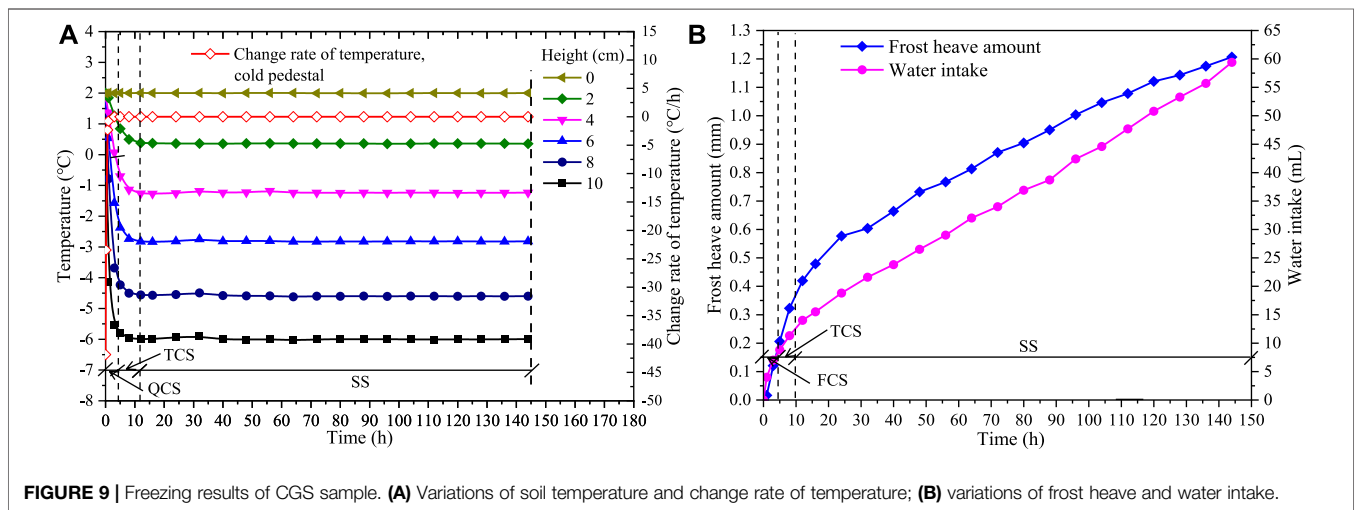 A
Change rate of temperature,
cold pedestal
Height (cm)
0
2
4
6
8
10
4
3
2
1
0
-1
-2
-3
-4
-5
-6
-7
-8
Temperature (°C)
15
10
5
0
-5
-10
-15
-20
-25
-30
-35
-40
-45
-50
Change rate of temperature (°C/h)
TCS
QCS
SS
0 10 20 30 40 50 60 70 80 90 100 110 120 130 140 150 160 170 180
Time (h)
B
Frost heave amount
Water intake
1.3
1.2
1.1
1.0
0.9
0.8
0.7
0.6
0.5
0.4
0.3
0.2
0.1
0.0
Frost heave amount (mm)
65
60
55
50
45
40
35
30
25
20
15
10
5
0
Water intake (mL)
TCS
FCS
SS
0 10 20 30 40 50 60 70 80 90 100 110 120 130 140 150
Time (h)
FIGURE 9 | Freezing results of CGS sample. (A) Variations of soil temperature and change rate of temperature; (B) variations of frost heave and water intake.